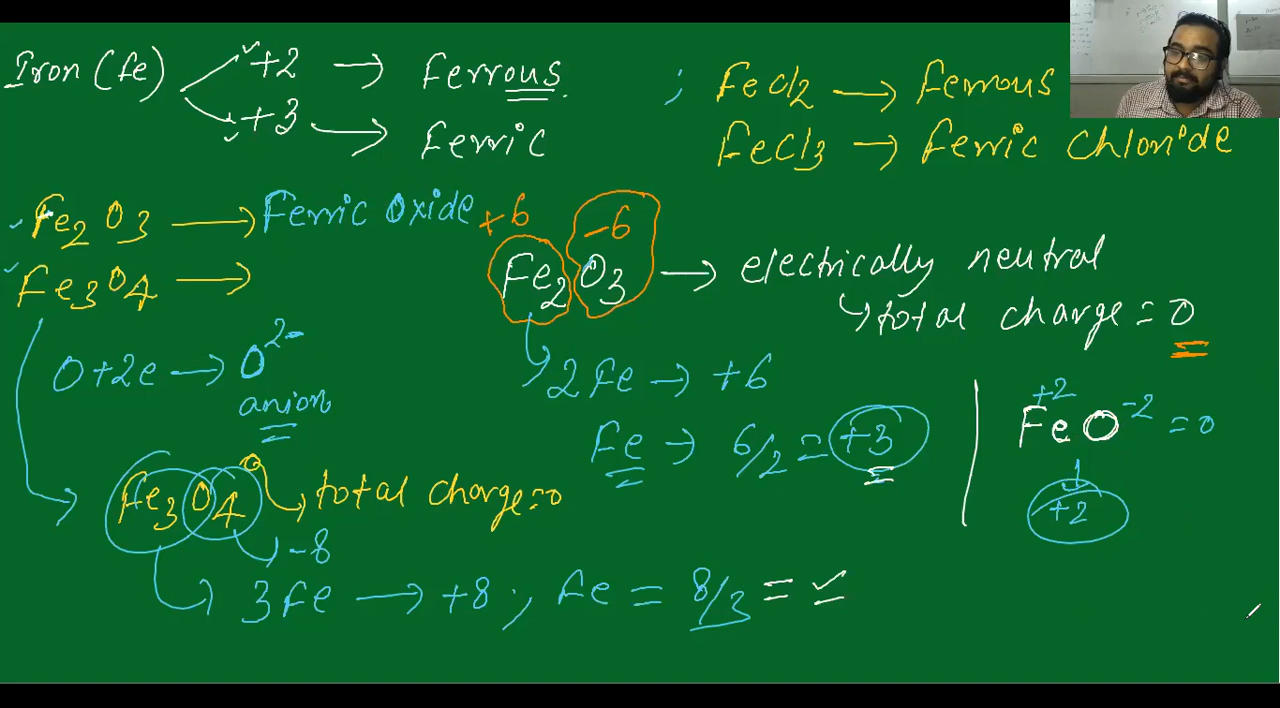 Iron (fe) +2 → Ferrous
+3 → Ferric
; FeCl2 → Ferrous
FeCl3 → Ferric Chloride
Fe2O3 → Ferric Oxide
Fe3O4 →
+6 -6
Fe2O3 → electrically neutral
total charge = 0
O+2e → O2-
anion
2Fe → +6
Fe → 6/2 = +3
+2
FeO-2 = 0
+2
Fe3O4 → total charge=0
-8
3Fe → +8; Fe = 8/3 =